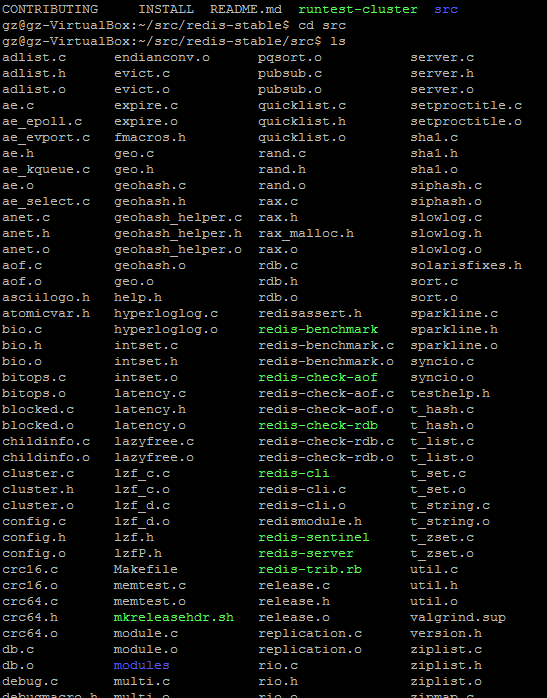 CONTRIBUTING INSTALL README.md runtest-cluster src
gz@gz-VirtualBox:~/src/redis-stable$ cd src
gz@gz-VirtualBox:~/src/redis-stable/src$ ls
adlist.c endianconv.o pqsort.o server.c
adlist.h evict.c pubsub.c server.h
adlist.o evict.o pubsub.o server.o
ae.c expire.c quicklist.c setproctitle.c
ae_epoll.c expire.o quicklist.h setproctitle.o
ae_evport.c fmacros.h quicklist.o sha1.c
ae.h geo.c rand.c sha1.h
ae_kqueue.c geo.h rand.h sha1.o
ae.o geohash.c rand.o siphash.c
ae_select.c geohash.h rax.c siphash.o
anet.c geohash_helper.c rax.h slowlog.c
anet.h geohash_helper.h rax_malloc.h slowlog.h
anet.o geohash_helper.o rax.o slowlog.o
aof.c geohash.o rdb.c solarisfixes.h
aof.o geo.o rdb.h sort.c
asciilogo.h help.h rdb.o sort.o
atomicvar.h hyperloglog.c redisassert.h sparkline.c
bio.c hyperloglog.o redis-benchmark sparkline.h
bio.h intset.c redis-benchmark.c sparkline.o
bio.o intset.h redis-benchmark.o syncio.c
bitops.c intset.o redis-check-aof syncio.o
bitops.o latency.c redis-check-aof.c testhelp.h
blocked.c latency.h redis-check-aof.o t_hash.c
blocked.o latency.o redis-check-rdb t_hash.o
childinfo.c lazyfree.c redis-check-rdb.c t_list.c
childinfo.o lazyfree.o redis-check-rdb.o t_list.o
cluster.c lzf_c.c redis-cli t_set.c
cluster.h lzf_c.o redis-cli.c t_set.o
cluster.o lzf_d.c redis-cli.o t_string.c
config.c lzf_d.o redismodule.h t_string.o
config.h lzf.h redis-sentinel t_zset.c
config.o lzfP.h redis-server t_zset.o
crc16.c Makefile redis-trib.rb util.c
crc16.o memtest.c release.c util.h
crc64.c memtest.o release.h util.o
crc64.h mkreleasehdr.sh release.o valgrind.sup
crc64.o module.c replication.c version.h
db.c module.o replication.o ziplist.c
db.o modules rio.c ziplist.h
debug.c multi.c rio.h ziplist.o
debugmacro.h multi.o rio.o zipmap.c